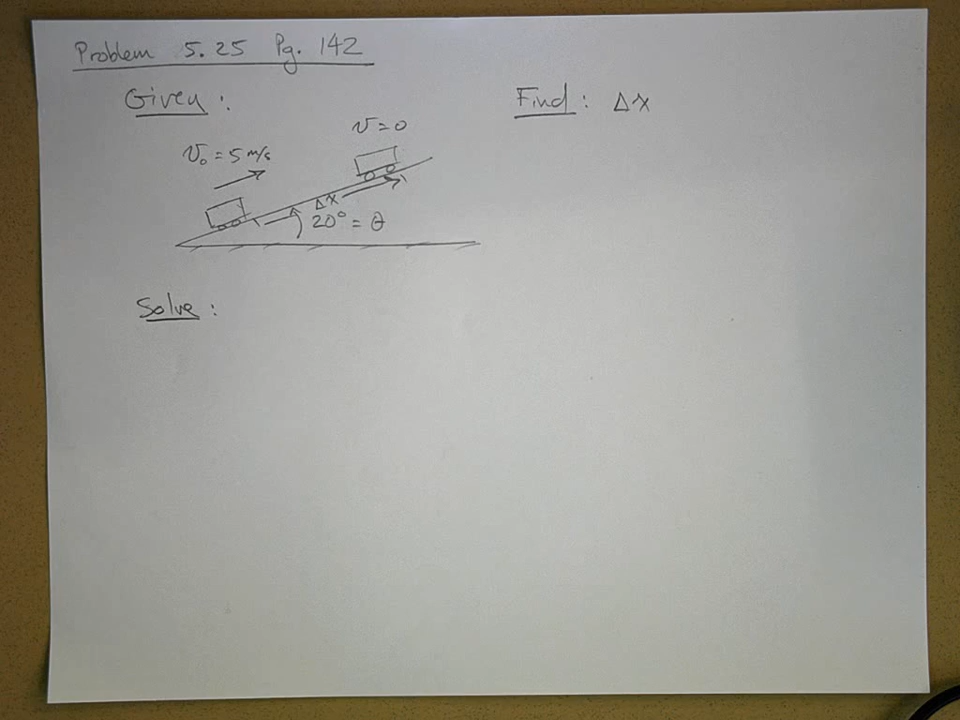 Problem 5.25 Pg. 142
Given:
Find: Δx
v=0
v₀ = 5 m/s
Δx
20° = θ
Solve: